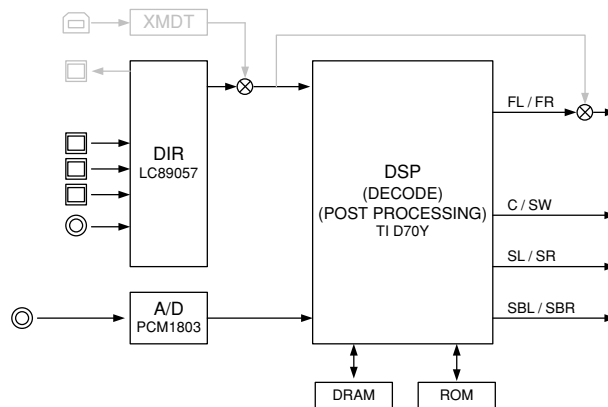 XMDT
DIR
LC89057
FL / FR
DSP
(DECODE)
(POST PROCESSING)
TI D70Y
C / SW
SL / SR
A/D
PCM1803
SBL / SBR
DRAM
ROM